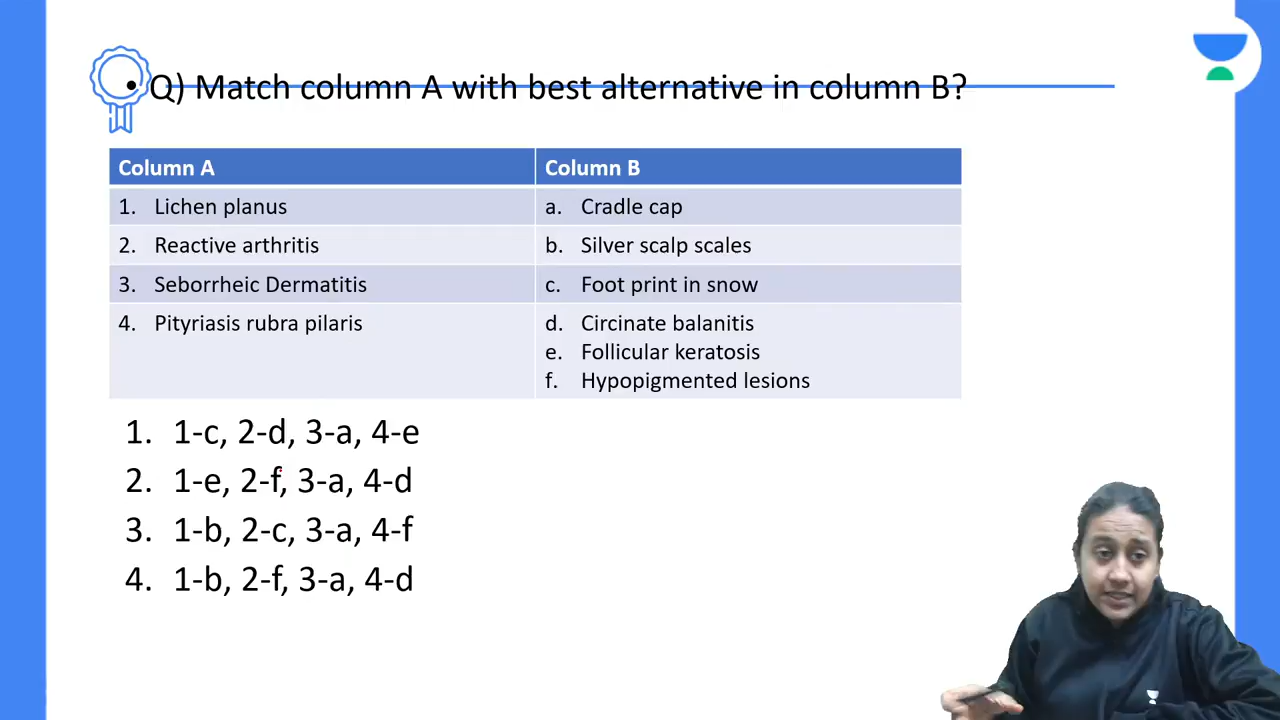 • Q) Match column A with best alternative in column B?
Column A Column B
1. Lichen planus a. Cradle cap
2. Reactive arthritis b. Silver scalp scales
3. Seborrheic Dermatitis c. Foot print in snow
4. Pityriasis rubra pilaris d. Circinate balanitis
e. Follicular keratosis
f. Hypopigmented lesions
1. 1-c, 2-d, 3-a, 4-e
2. 1-e, 2-f, 3-a, 4-d
3. 1-b, 2-c, 3-a, 4-f
4. 1-b, 2-f, 3-a, 4-d